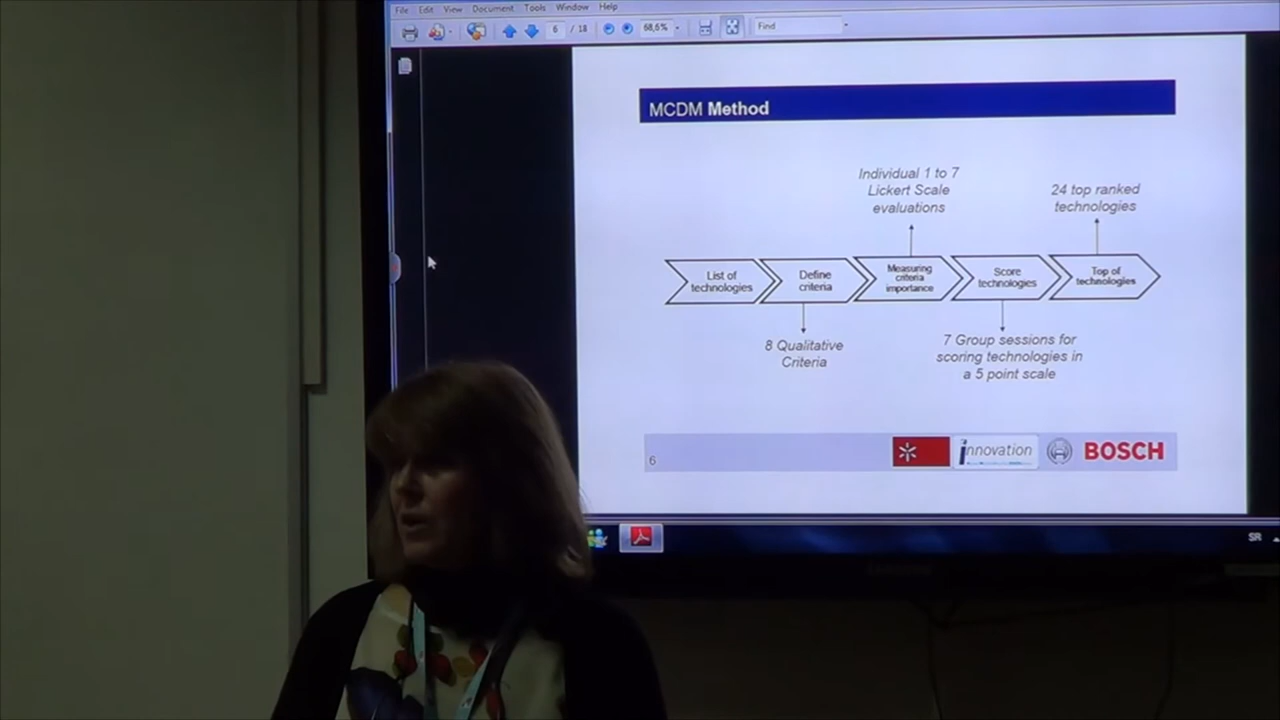 File Edit View Document Tools Window Help
6 / 18 68,6% Find
MCDM Method
Individual 1 to 7
Lickert Scale
evaluations
24 top ranked
technologies
List of
technologies
Define
criteria
Measuring
criteria
importance
Score
technologies
Top of
technologies
8 Qualitative
Criteria
7 Group sessions for
scoring technologies in
a 5 point scale
6
innovation
BOSCH
SR